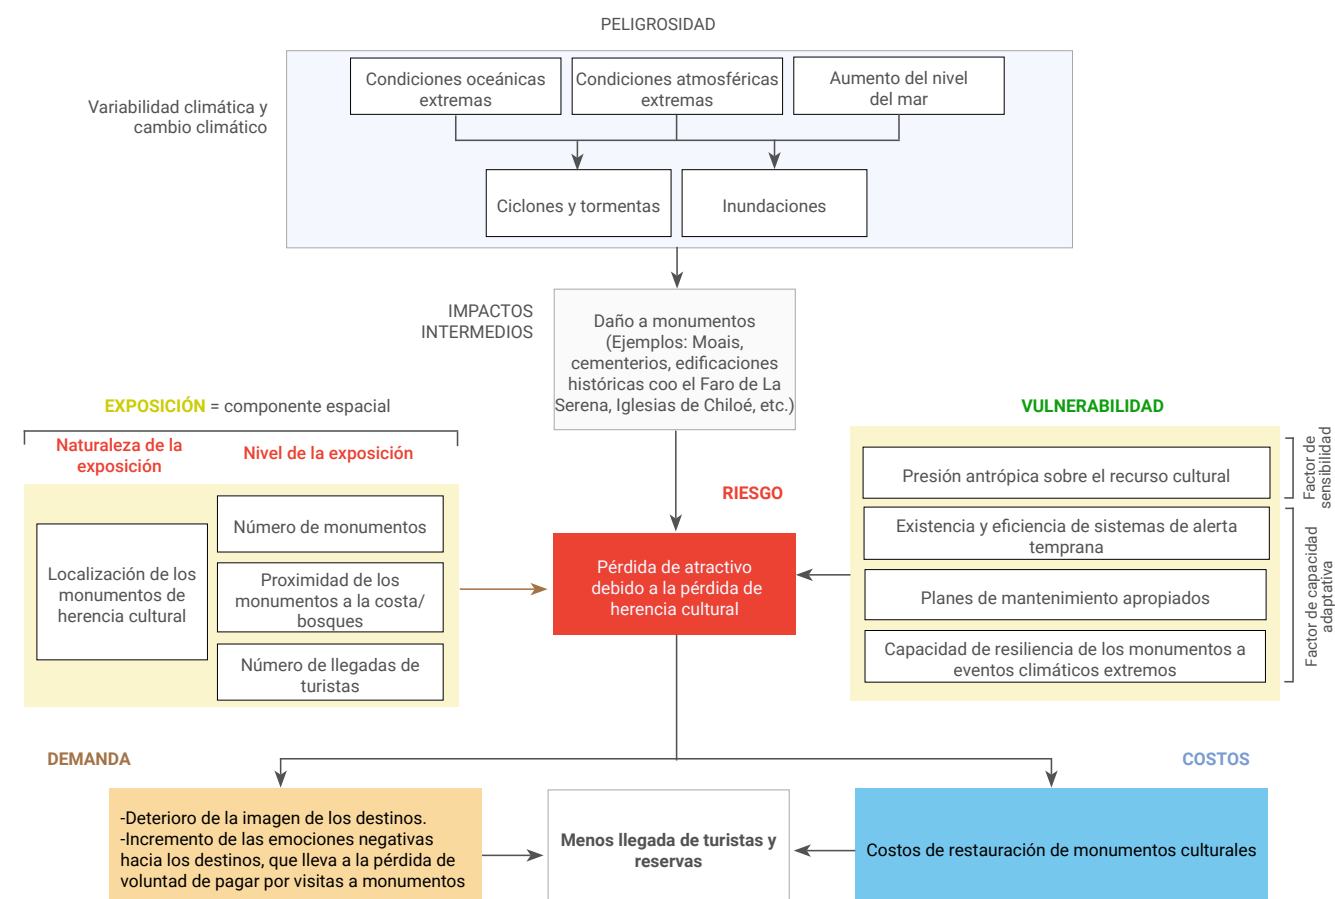 PELIGROSIDAD
Variabilidad climática y
cambio climático
Condiciones oceánicas
extremas
Condiciones atmosféricas
extremas
Aumento del nivel
del mar
Ciclones y tormentas
Inundaciones
IMPACTOS
INTERMEDIOS
Daño a monumentos
(Ejemplos: Moais,
cementerios, edificaciones
históricas coo el Faro de La
Serena, Iglesias de Chiloé, etc.)
EXPOSICIÓN = componente espacial
Naturaleza de la
exposición
Nivel de la exposición
Localización de los
monumentos de
herencia cultural
Número de monumentos
Proximidad de los
monumentos a la costa/
bosques
Número de llegadas de
turistas
RIESGO
Pérdida de atractivo
debido a la pérdida de
herencia cultural
VULNERABILIDAD
Presión antrópica sobre el recurso cultural
Existencia y eficiencia de sistemas de alerta
temprana
Planes de mantenimiento apropiados
Capacidad de resiliencia de los monumentos a
eventos climáticos extremos
Factor de
sensibilidad
Factor de capacidad
adaptativa
DEMANDA
-Deterioro de la imagen de los destinos.
-Incremento de las emociones negativas
hacia los destinos, que lleva a la pérdida de
voluntad de pagar por visitas a monumentos
Menos llegada de turistas y
reservas
COSTOS
Costos de restauración de monumentos culturales